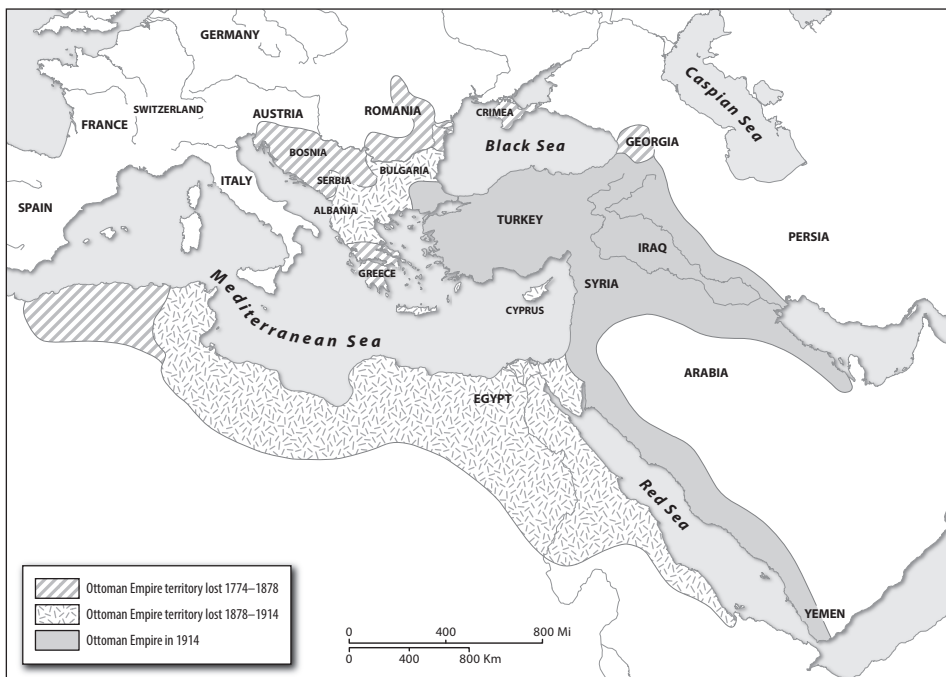 GERMANY
Caspian Sea
SWITZERLAND
AUSTRIA
ROMANIA
CRIMEA
FRANCE
GEORGIA
Black Sea
BOSNIA
BULGARIA
SERBIA
ITALY
SPAIN
ALBANIA
TURKEY
PERSIA
IRAQ
GREECE
SYRIA
Mediterranean Sea
CYPRUS
ARABIA
EGYPT
Red Sea
YEMEN
Ottoman Empire territory lost 1774–1878
Ottoman Empire territory lost 1878–1914
Ottoman Empire in 1914
0 400 800 Mi
0 400 800 Km